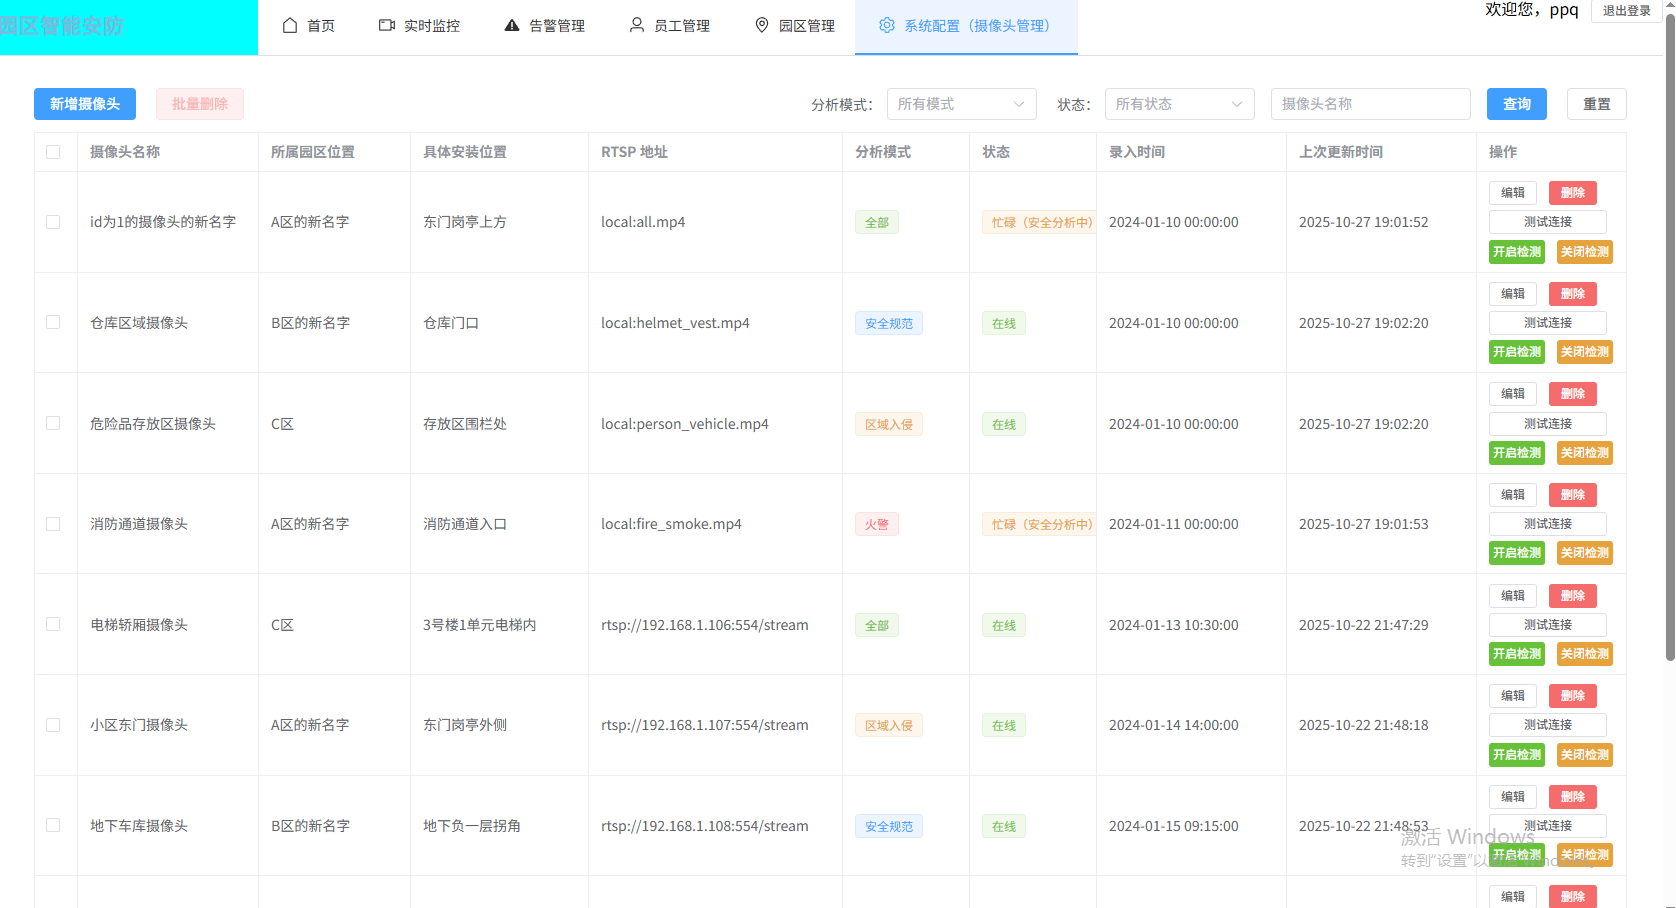 园区智能安防
首页
实时监控
告警管理
员工管理
园区管理
系统配置（摄像头管理）
欢迎您，ppq
退出登录
新增摄像头
批量删除
分析模式：
所有模式
状态：
所有状态
摄像头名称
查询
重置
摄像头名称 所属园区位置 具体安装位置 RTSP 地址 分析模式 状态 录入时间 上次更新时间 操作
id为1的摄像头的新名字 A区的新名字 东门岗亭上方 local:all.mp4 全部 忙碌（安全分析中） 2024-01-10 00:00:00 2025-10-27 19:01:52
编辑 删除
测试连接
开启检测 关闭检测
仓库区域摄像头 B区的新名字 仓库门口 local:helmet_vest.mp4 安全规范 在线 2024-01-10 00:00:00 2025-10-27 19:02:20
编辑 删除
测试连接
开启检测 关闭检测
危险品存放区摄像头 C区 存放区围栏处 local:person_vehicle.mp4 区域入侵 在线 2024-01-10 00:00:00 2025-10-27 19:02:20
编辑 删除
测试连接
开启检测 关闭检测
消防通道摄像头 A区的新名字 消防通道入口 local:fire_smoke.mp4 火警 忙碌（安全分析中） 2024-01-11 00:00:00 2025-10-27 19:01:53
编辑 删除
测试连接
开启检测 关闭检测
电梯轿厢摄像头 C区 3号楼1单元电梯内 rtsp://192.168.1.106:554/stream 全部 在线 2024-01-13 10:30:00 2025-10-22 21:47:29
编辑 删除
测试连接
开启检测 关闭检测
小区东门摄像头 A区的新名字 东门岗亭外侧 rtsp://192.168.1.107:554/stream 区域入侵 在线 2024-01-14 14:00:00 2025-10-22 21:48:18
编辑 删除
测试连接
开启检测 关闭检测
地下车库摄像头 B区的新名字 地下负一层拐角 rtsp://192.168.1.108:554/stream 安全规范 在线 2024-01-15 09:15:00 2025-10-22 21:48:53
编辑 删除
测试连接
开启检测 关闭检测
激活 Windows
转到"设置"以
编辑 删除